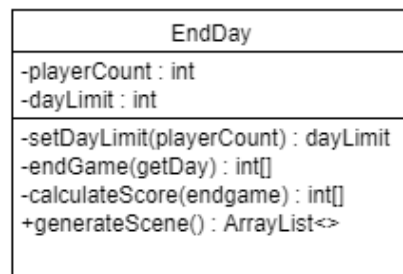 EndDay
-playerCount : int
-dayLimit : int
-setDayLimit(playerCount) : dayLimit
-endGame(getDay) : int[]
-calculateScore(endgame) : int[]
+generateScene() : ArrayList<>